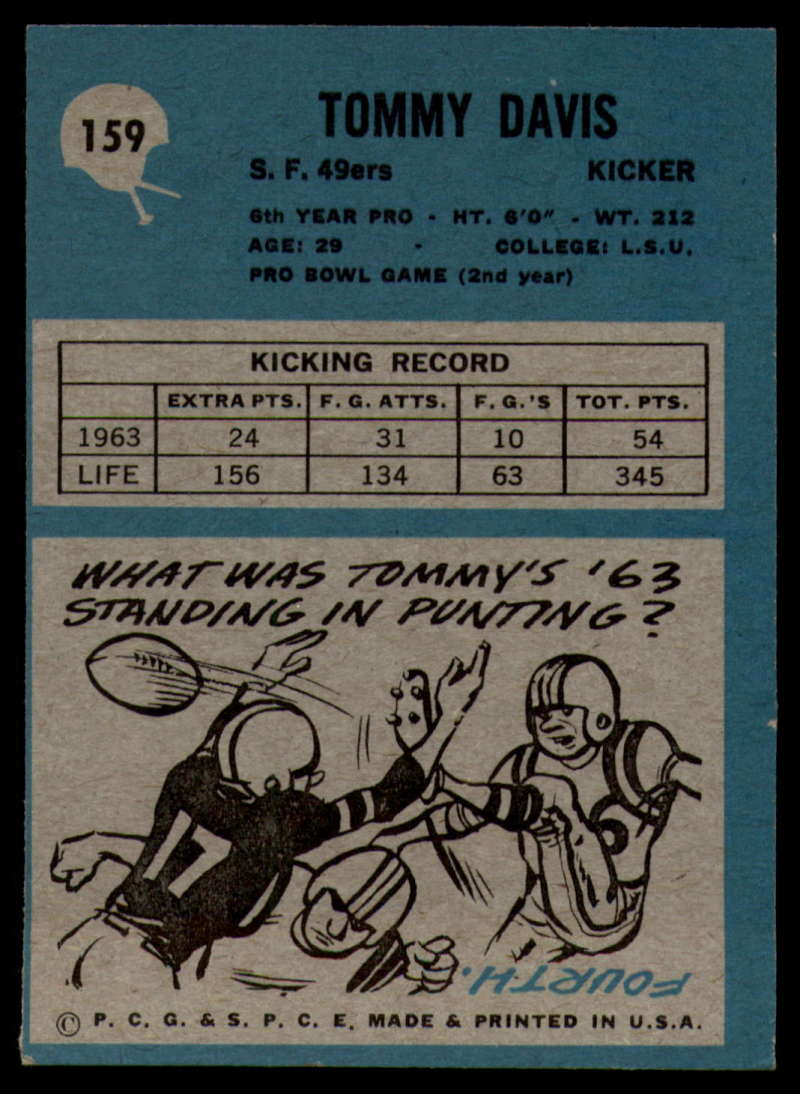 159
TOMMY DAVIS
S. F. 49ers KICKER
6th YEAR PRO - HT. 6'0" - WT. 212
AGE: 29 - COLLEGE: L.S.U.
PRO BOWL GAME (2nd year)
KICKING RECORD
EXTRA PTS. F. G. ATTS. F. G.'S TOT. PTS.
1963 24 31 10 54
LIFE 156 134 63 345
WHAT WAS TOMMY'S '63
STANDING IN PUNTING?
17
FOURTH.
© P. C. G. & S. P. C. E. MADE & PRINTED IN U.S.A.